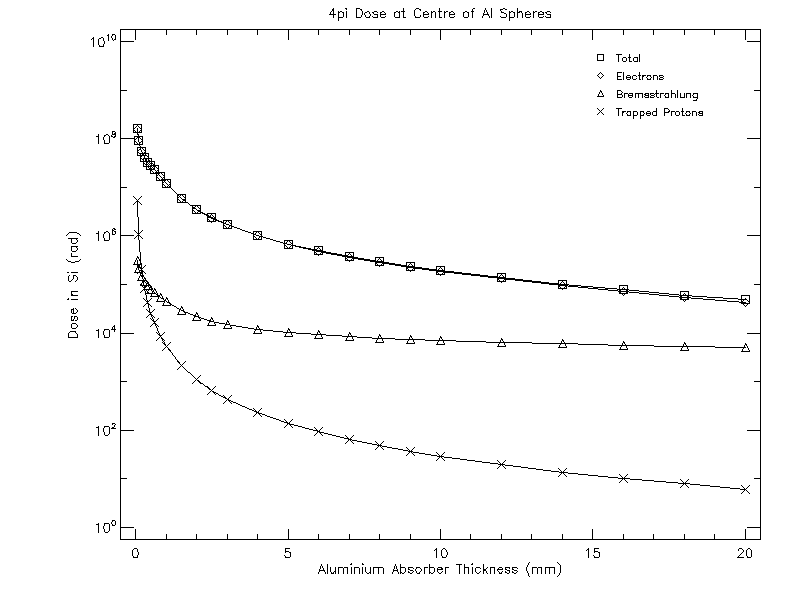 4pi Dose at Centre of Al Spheres
10¹⁰
10⁸
10⁶
10⁴
10²
10⁰
Dose in Si (rad)
Total
Electrons
Bremsstrahlung
Trapped Protons
0 5 10 15 20
Aluminium Absorber Thickness (mm)